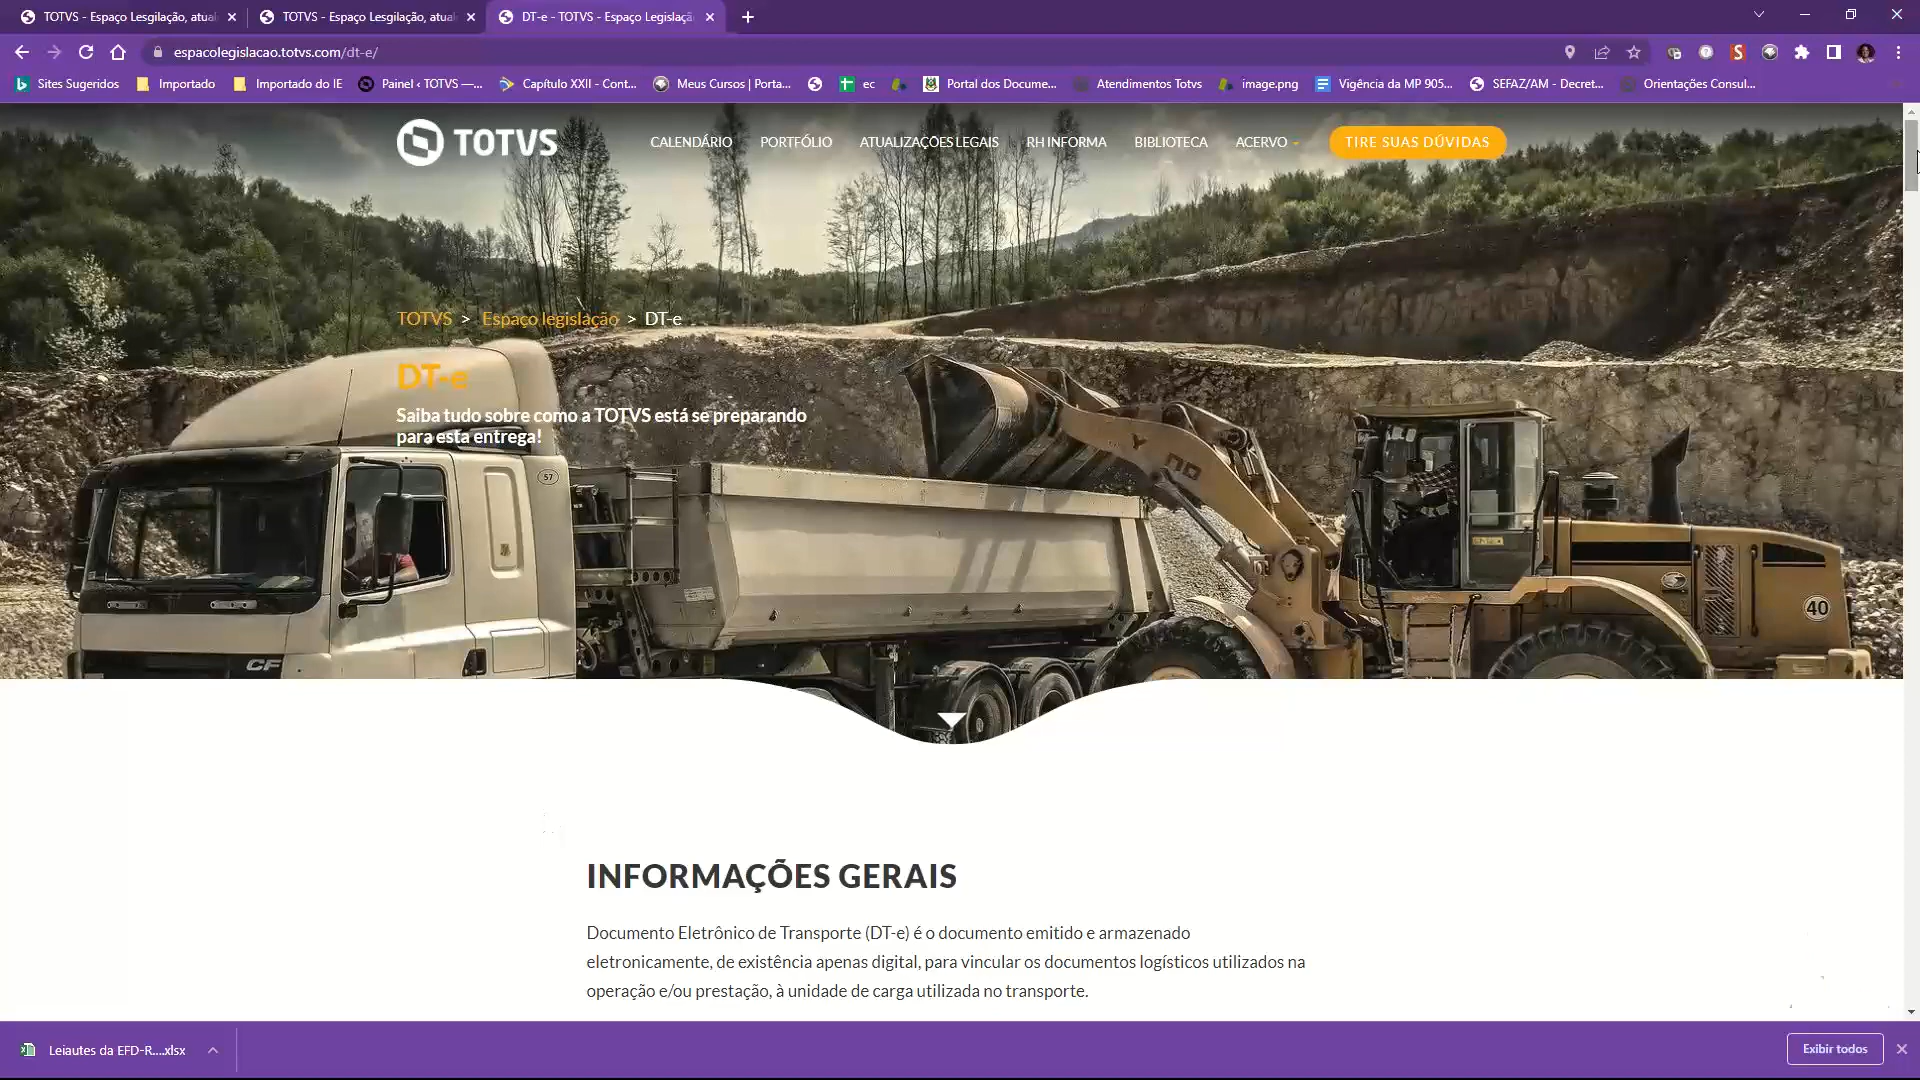 TOTVS - Espaço Lesgilação, atual
TOTVS - Espaço Lesgilação, atual
DT-e - TOTVS - Espaço Legislaçã
espacolegislacao.totvs.com/dt-e/
Sites Sugeridos
Importado
Importado do IE
Painel ‹ TOTVS —...
Capítulo XXII - Cont...
Meus Cursos | Porta...
ec
Portal dos Docume...
Atendimentos Totvs
image.png
Vigência da MP 905...
SEFAZ/AM - Decret...
Orientações Consul...
TOTVS
CALENDÁRIO
PORTFÓLIO
ATUALIZAÇÕES LEGAIS
RH INFORMA
BIBLIOTECA
ACERVO
TIRE SUAS DÚVIDAS
TOTVS > Espaço legislação > DT-e
DT-e
Saiba tudo sobre como a TOTVS está se preparando
para esta entrega!
57
CF
40
INFORMAÇÕES GERAIS
Documento Eletrônico de Transporte (DT-e) é o documento emitido e armazenado
eletronicamente, de existência apenas digital, para vincular os documentos logísticos utilizados na
operação e/ou prestação, à unidade de carga utilizada no transporte.
Leiautes da EFD-R....xlsx
Exibir todos